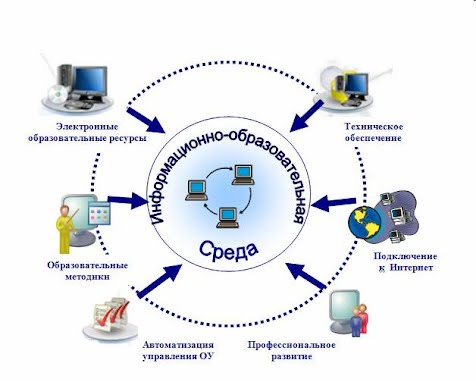 Электронные
образовательные ресурсы
Техническое
обеспечение
Информационно-образовательная
Среда
Образовательные
методики
Подключение
к Интернет
Автоматизация
управления ОУ
Профессиональное
развитие